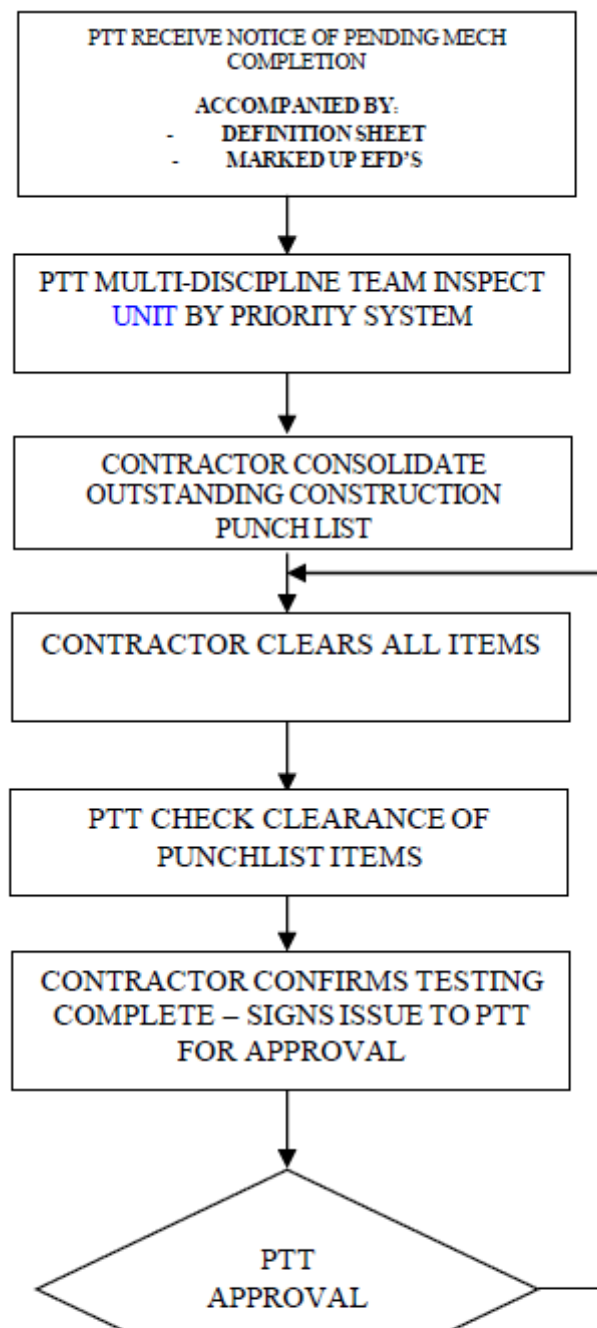 PTT RECEIVE NOTICE OF PENDING MECH
COMPLETION
ACCOMPANIED BY:
- DEFINITION SHEET
- MARKED UP EFD'S
PTT MULTI-DISCIPLINE TEAM INSPECT
UNIT BY PRIORITY SYSTEM
CONTRACTOR CONSOLIDATE
OUTSTANDING CONSTRUCTION
PUNCH LIST
CONTRACTOR CLEARS ALL ITEMS
PTT CHECK CLEARANCE OF
PUNCHLIST ITEMS
CONTRACTOR CONFIRMS TESTING
COMPLETE – SIGNS ISSUE TO PTT
FOR APPROVAL
PTT
APPROVAL